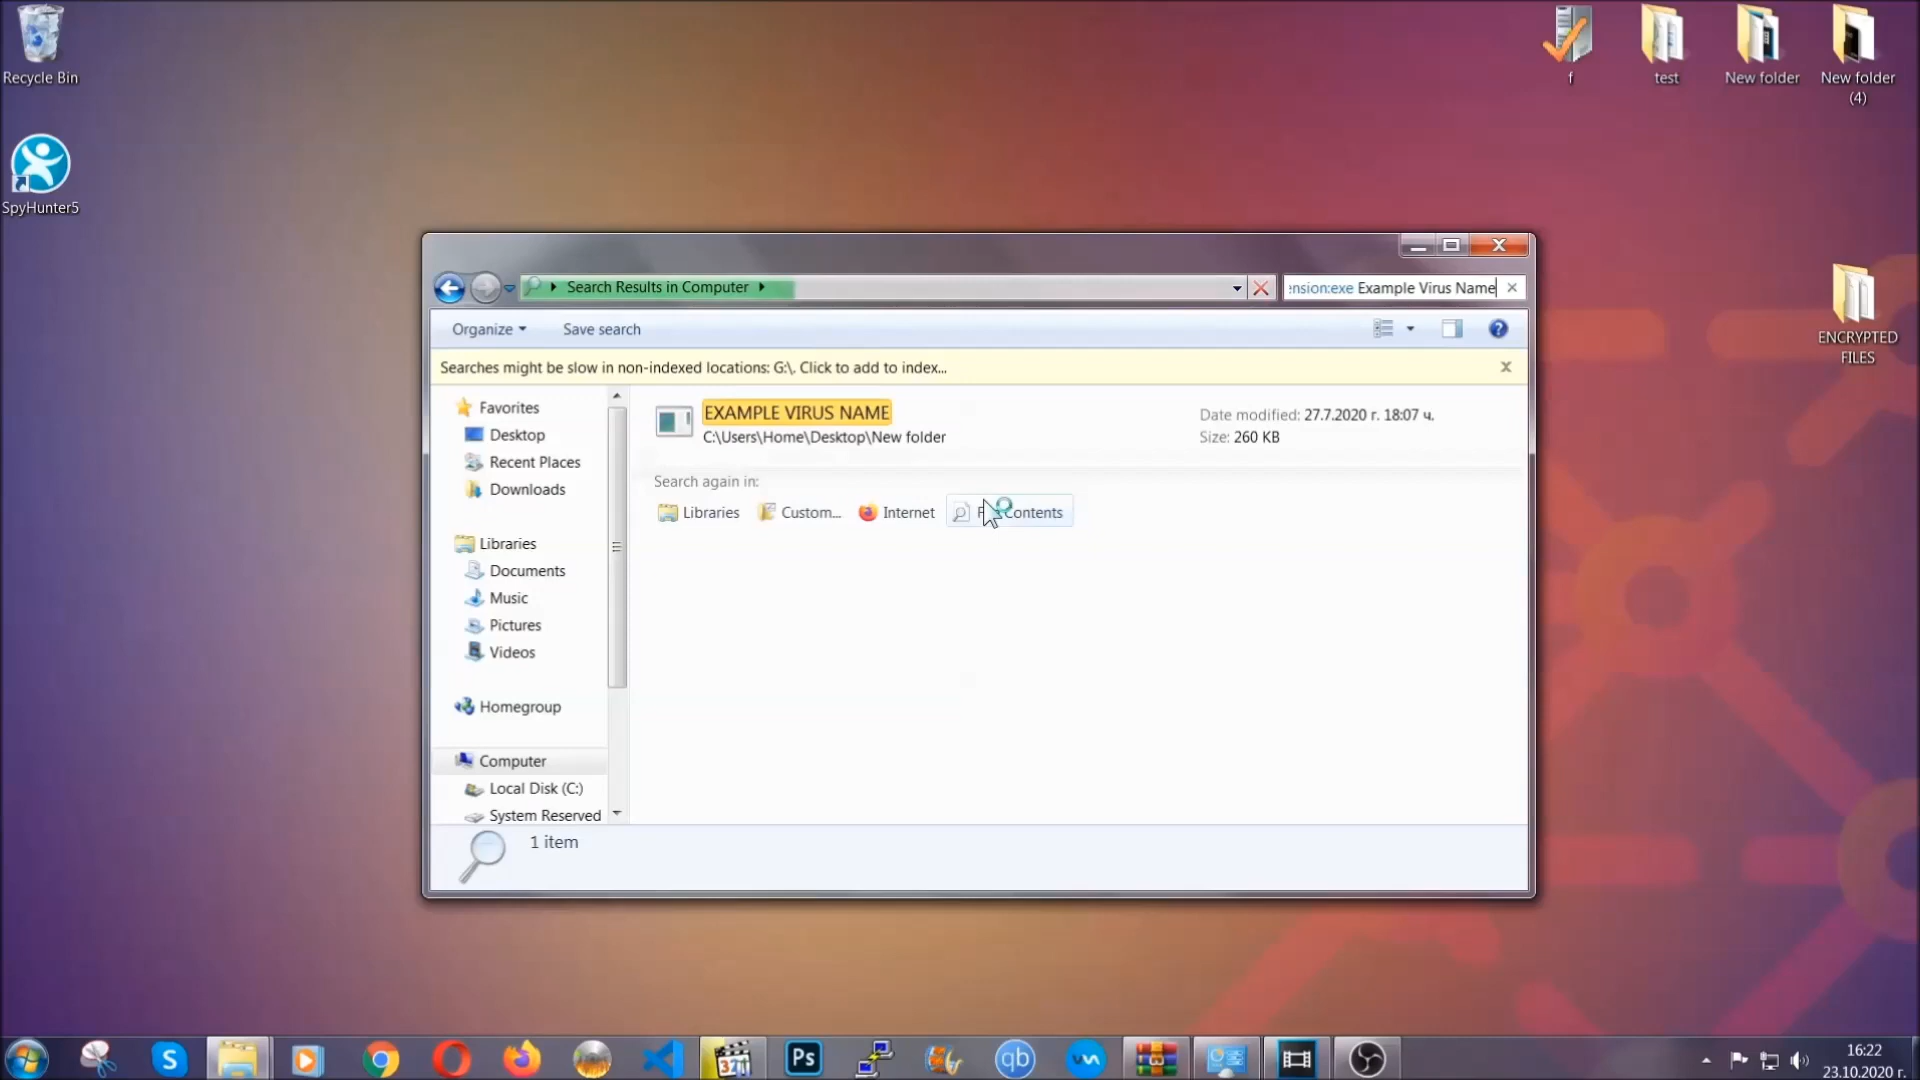 Recycle Bin
SpyHunter5
f
test
New folder
New folder
(4)
ENCRYPTED
FILES
Search Results in Computer
ension:exe Example Virus Name
Organize
Save search
Searches might be slow in non-indexed locations: G:\. Click to add to index...
Favorites
Desktop
Recent Places
Downloads
Libraries
Documents
Music
Pictures
Videos
Homegroup
Computer
Local Disk (C:)
System Reserved
EXAMPLE VIRUS NAME
C:\Users\Home\Desktop\New folder
Date modified: 27.7.2020 г. 18:07 ч.
Size: 260 KB
Search again in:
Libraries
Custom...
Internet
Contents
1 item
S
321
Ps
qb
16:22
23.10.2020 г.